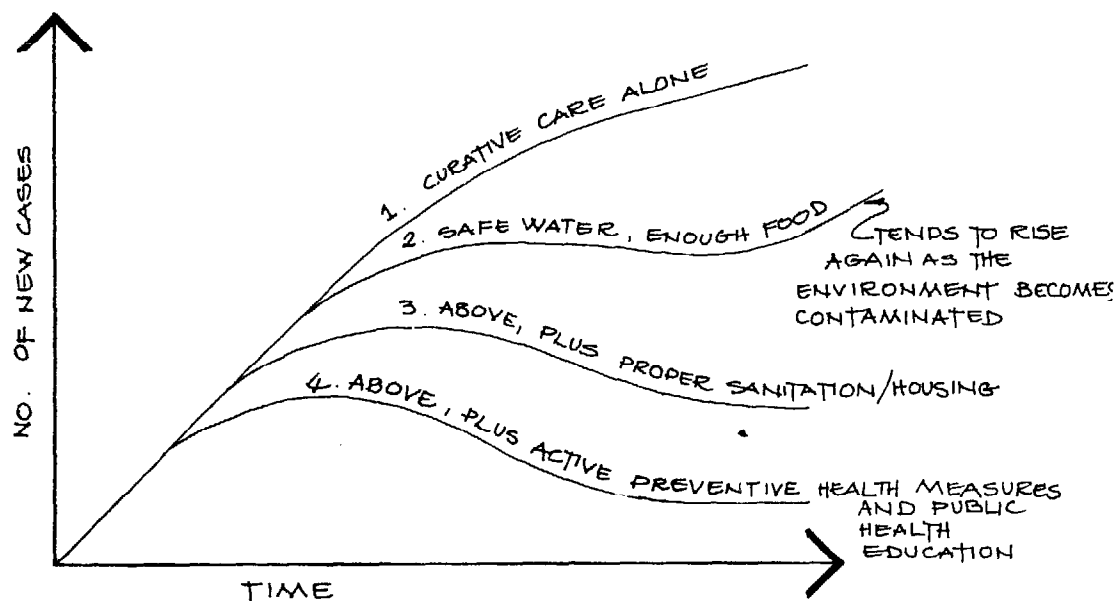 NO. OF NEW CASES
1. CURATIVE CARE ALONE
2. SAFE WATER, ENOUGH FOOD
TENDS TO RISE
AGAIN AS THE
ENVIRONMENT BECOMES
CONTAMINATED
3. ABOVE, PLUS PROPER SANITATION/HOUSING
4. ABOVE, PLUS ACTIVE PREVENTIVE HEALTH MEASURES
AND PUBLIC
HEALTH
EDUCATION
TIME